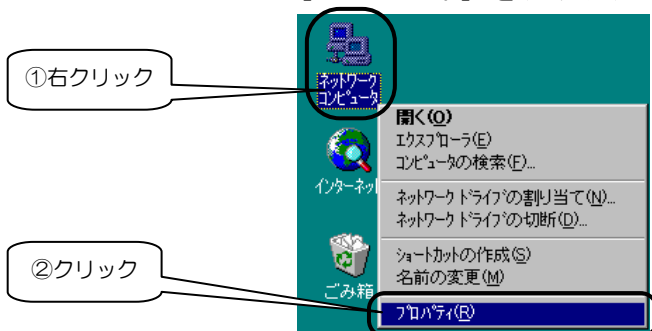 ①右クリック
ネットワーク
コンピュータ
開く(O)
エクスプローラ(E)
コンピュータの検索(F)...
インターネット
ネットワーク ドライブの割り当て(N)...
ネットワーク ドライブの切断(D)...
ショートカットの作成(S)
名前の変更(M)
②クリック
ごみ箱
プロパティ(R)